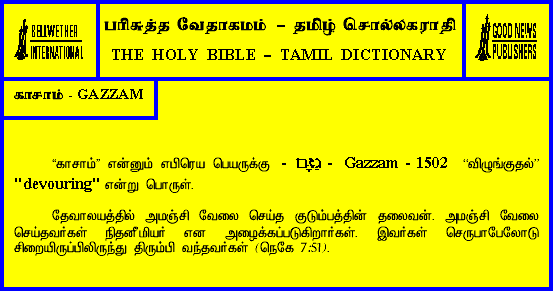 BELLWETHER
INTERNATIONAL
பரிசுத்த வேதாகமம் – தமிழ் சொல்லகராதி
THE HOLY BIBLE – TAMIL DICTIONARY
GOOD NEWS
PUBLISHERS
காசாம் - GAZZAM
“காசாம்” என்னும் எபிரெய பெயருக்கு - גזם - Gazzam - 1502 “விழுங்குதல்”
"devouring" என்று பொருள்.
தேவாலயத்தில் அமஞ்சி வேலை செய்த குடும்பத்தின் தலைவன். அமஞ்சி வேலை
செய்தவர்கள் நிதனீமியர் என அழைக்கப்படுகிறார்கள். இவர்கள் செருபாபேலோடு
சிறையிருப்பிலிருந்து திரும்பி வந்தவர்கள் (நெகே 7:51).